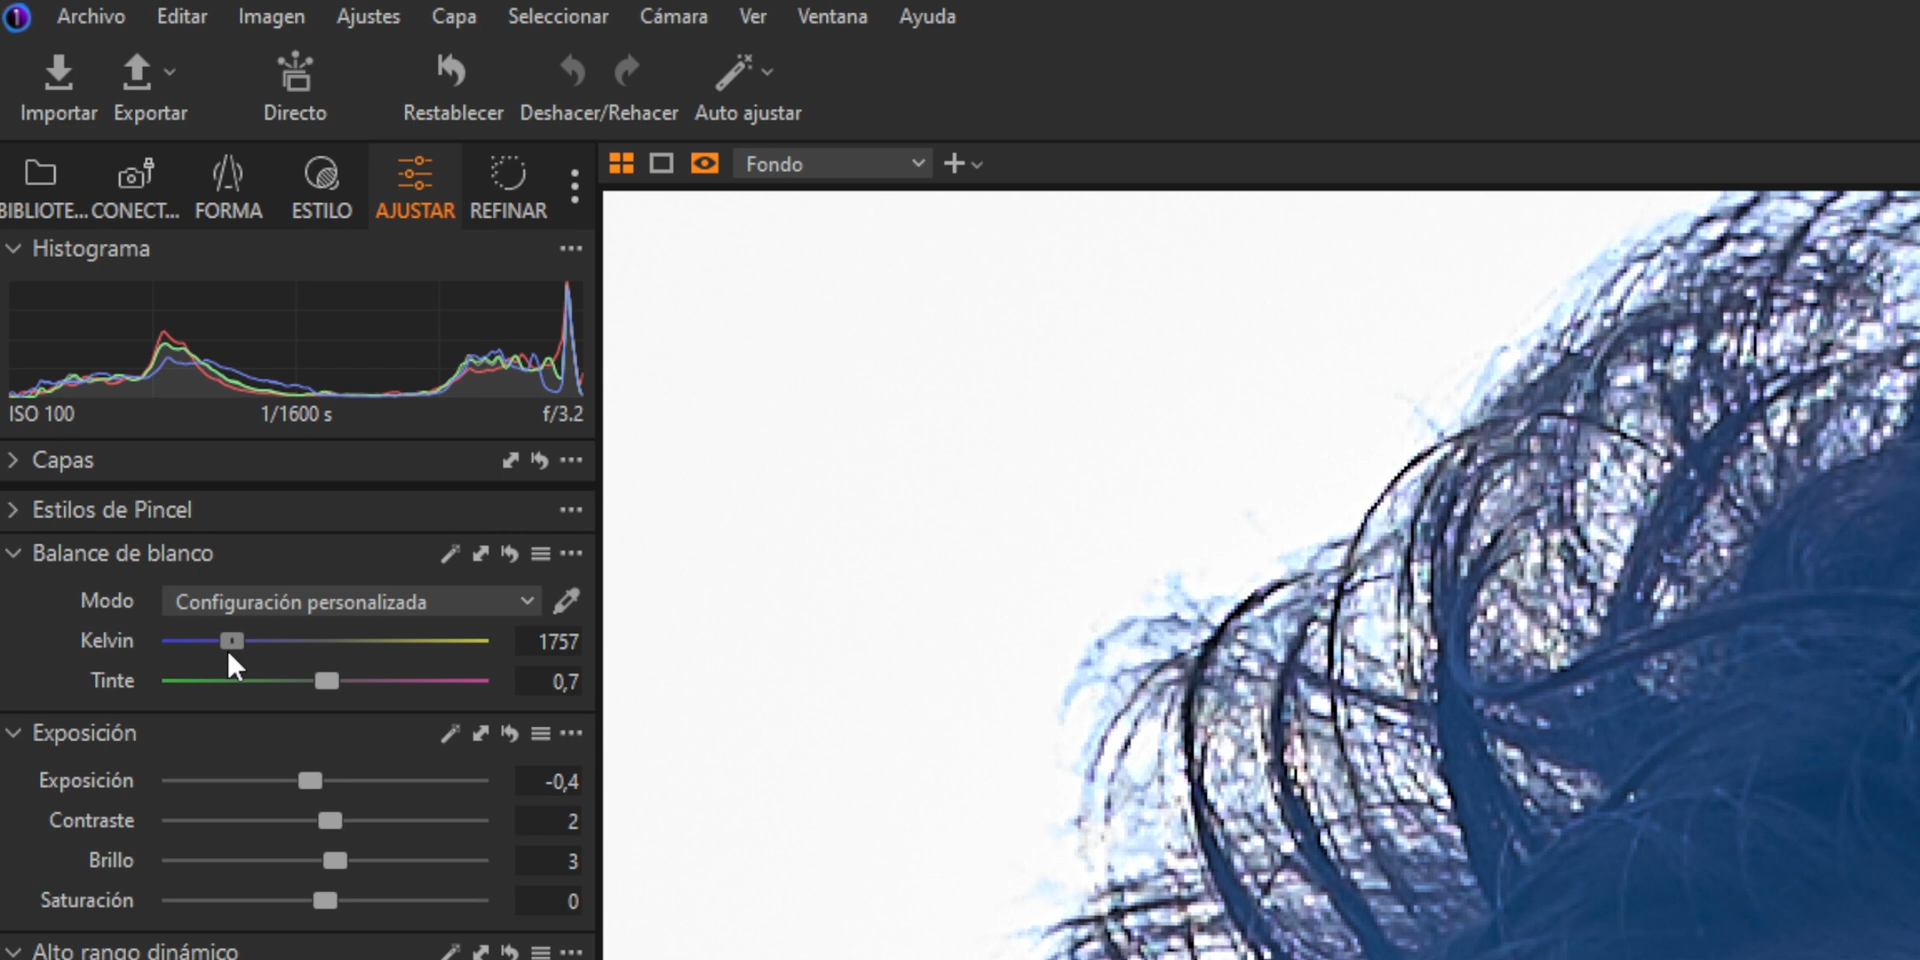 Archivo Editar Imagen Ajustes Capa Seleccionar Cámara Ver Ventana Ayuda
Importar Exportar Directo Restablecer Deshacer/Rehacer Auto ajustar
BIBLIOTE... CONECT... FORMA ESTILO AJUSTAR REFINAR
Fondo
Histograma
ISO 100 1/1600 s f/3.2
Capas
Estilos de Pincel
Balance de blanco
Modo Configuración personalizada
Kelvin 1757
Tinte 0,7
Exposición
Exposición -0,4
Contraste 2
Brillo 3
Saturación 0
Alto rango dinámico